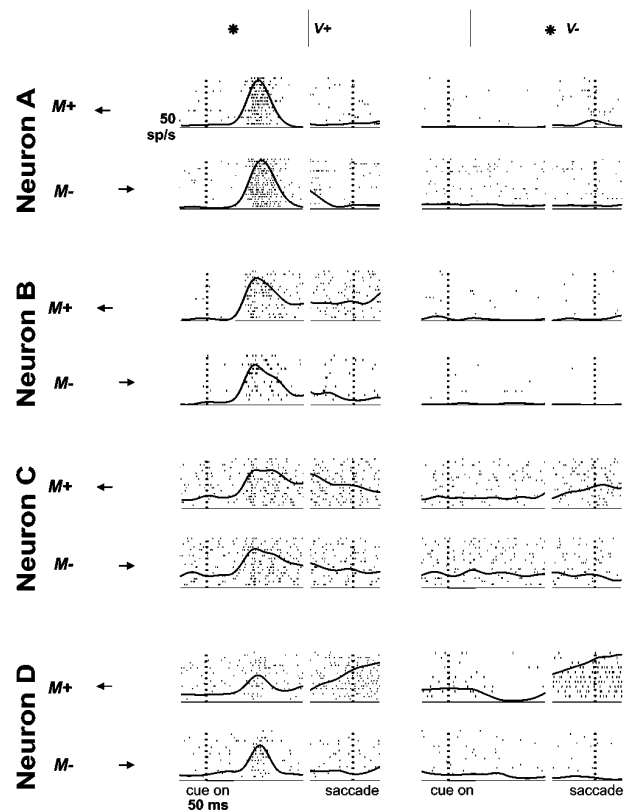 * V+ * V-
Neuron A
M+
50
sp/s
M-
Neuron B
M+
M-
Neuron C
M+
M-
Neuron D
M+
M-
cue on saccade cue on saccade
50 ms